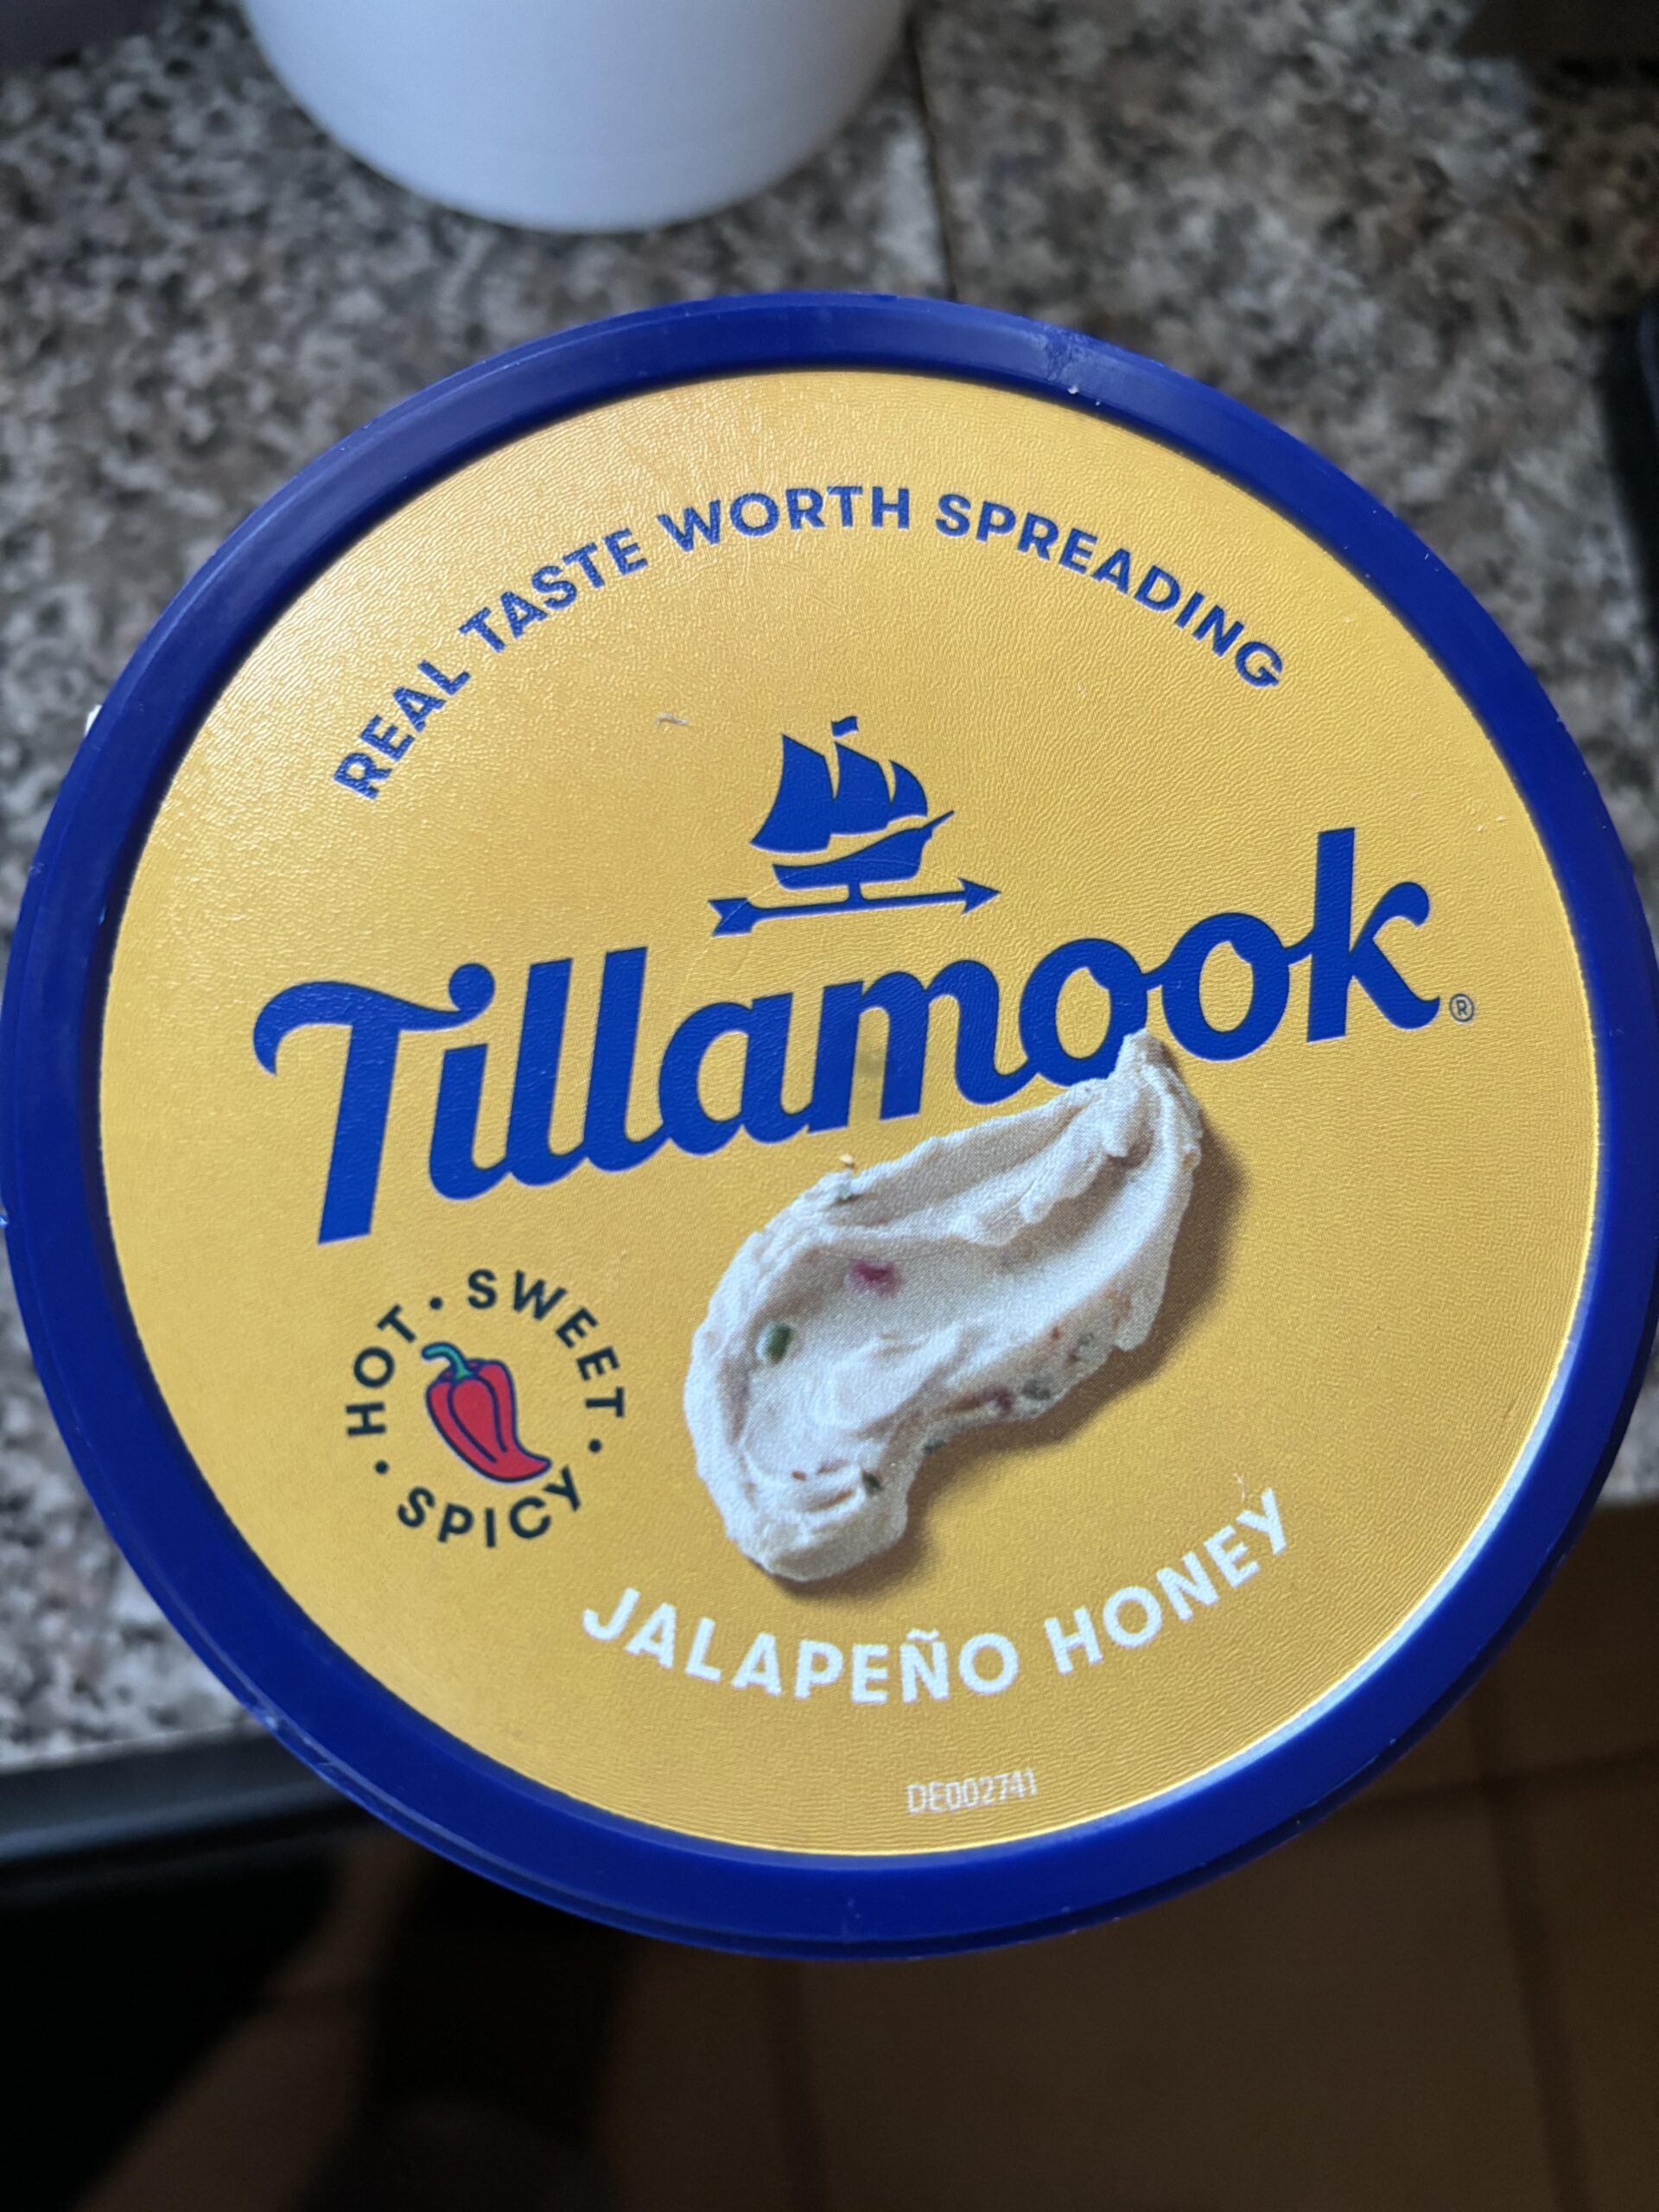 REAL TASTE WORTH SPREADING
Tillamook®
HOT • SWEET • SPICY •
JALAPEÑO HONEY
DE002741